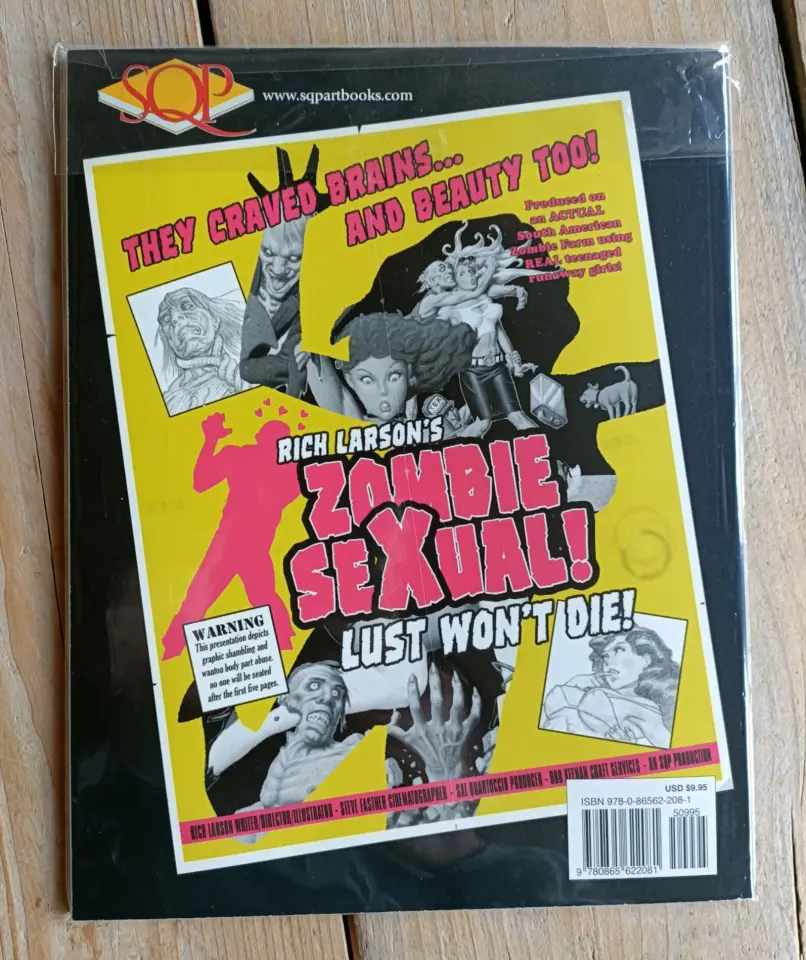 SQP
www.sqpartbooks.com
THEY CRAVED BRAINS...
AND BEAUTY TOO!
Produced on
an ACTUAL
South American
Zombie Farm using
REAL teenaged
runaway girls!
RICH LARSON'S
ZOMBIE
SEXUAL!
LUST WON'T DIE!
WARNING
This presentation depicts
graphic shambling and
wanton body part abuse.
no one will be seated
after the first five pages.
RICH LARSON WRITER/DIRECTOR/ILLUSTRATOR - STEVE FASTNER CINEMATOGRAPHER - SAL QUARTUCCIO PRODUCER - BOB KEENAN CRAFT SERVICES - AN SQP PRODUCTION
USD $9.95
ISBN 978-0-86562-208-1
50995
9 780865 622081